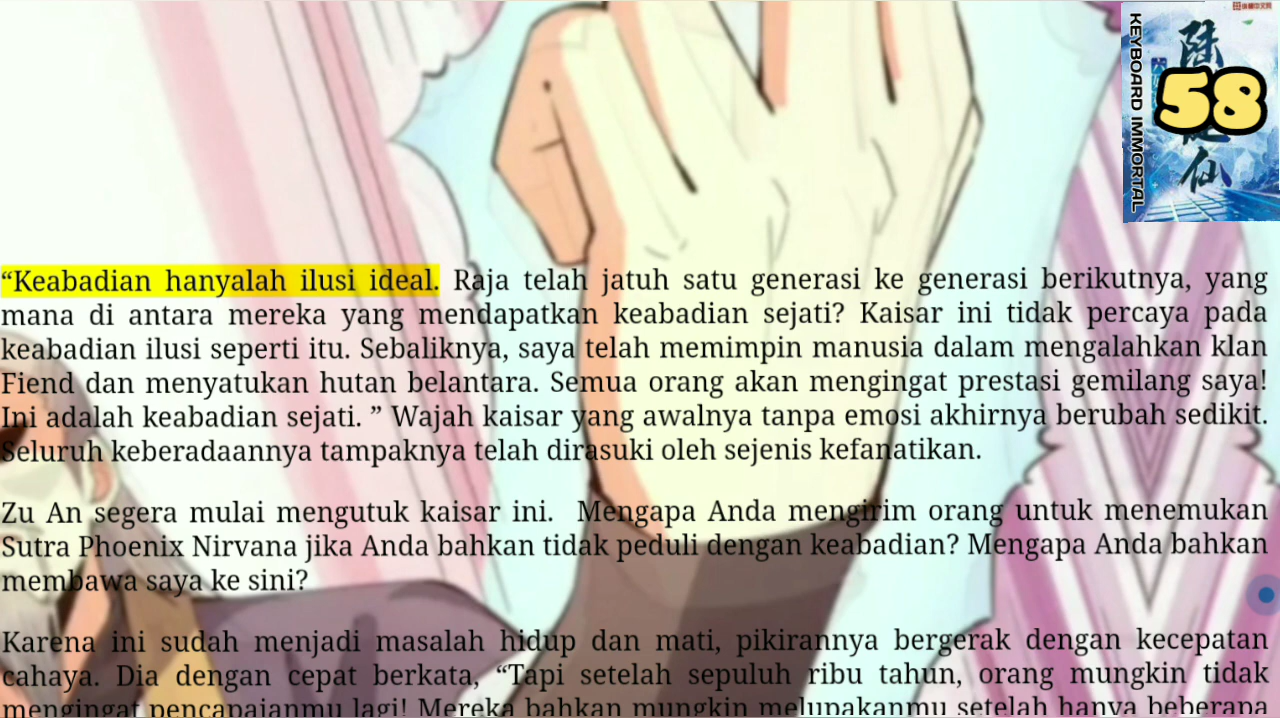 KEYBOARD IMMORTAL
58
仙
“Keabadian hanyalah ilusi ideal. Raja telah jatuh satu generasi ke generasi berikutnya, yang
mana di antara mereka yang mendapatkan keabadian sejati? Kaisar ini tidak percaya pada
keabadian ilusi seperti itu. Sebaliknya, saya telah memimpin manusia dalam mengalahkan klan
Fiend dan menyatukan hutan belantara. Semua orang akan mengingat prestasi gemilang saya!
Ini adalah keabadian sejati. ” Wajah kaisar yang awalnya tanpa emosi akhirnya berubah sedikit.
Seluruh keberadaannya tampaknya telah dirasuki oleh sejenis kefanatikan.
Zu An segera mulai mengutuk kaisar ini.  Mengapa Anda mengirim orang untuk menemukan
Sutra Phoenix Nirvana jika Anda bahkan tidak peduli dengan keabadian? Mengapa Anda bahkan
membawa saya ke sini?
Karena ini sudah menjadi masalah hidup dan mati, pikirannya bergerak dengan kecepatan
cahaya. Dia dengan cepat berkata, “Tapi setelah sepuluh ribu tahun, orang mungkin tidak
mengingat pencapaianmu lagi! Mereka bahkan mungkin melupakanmu setelah hanya beberapa